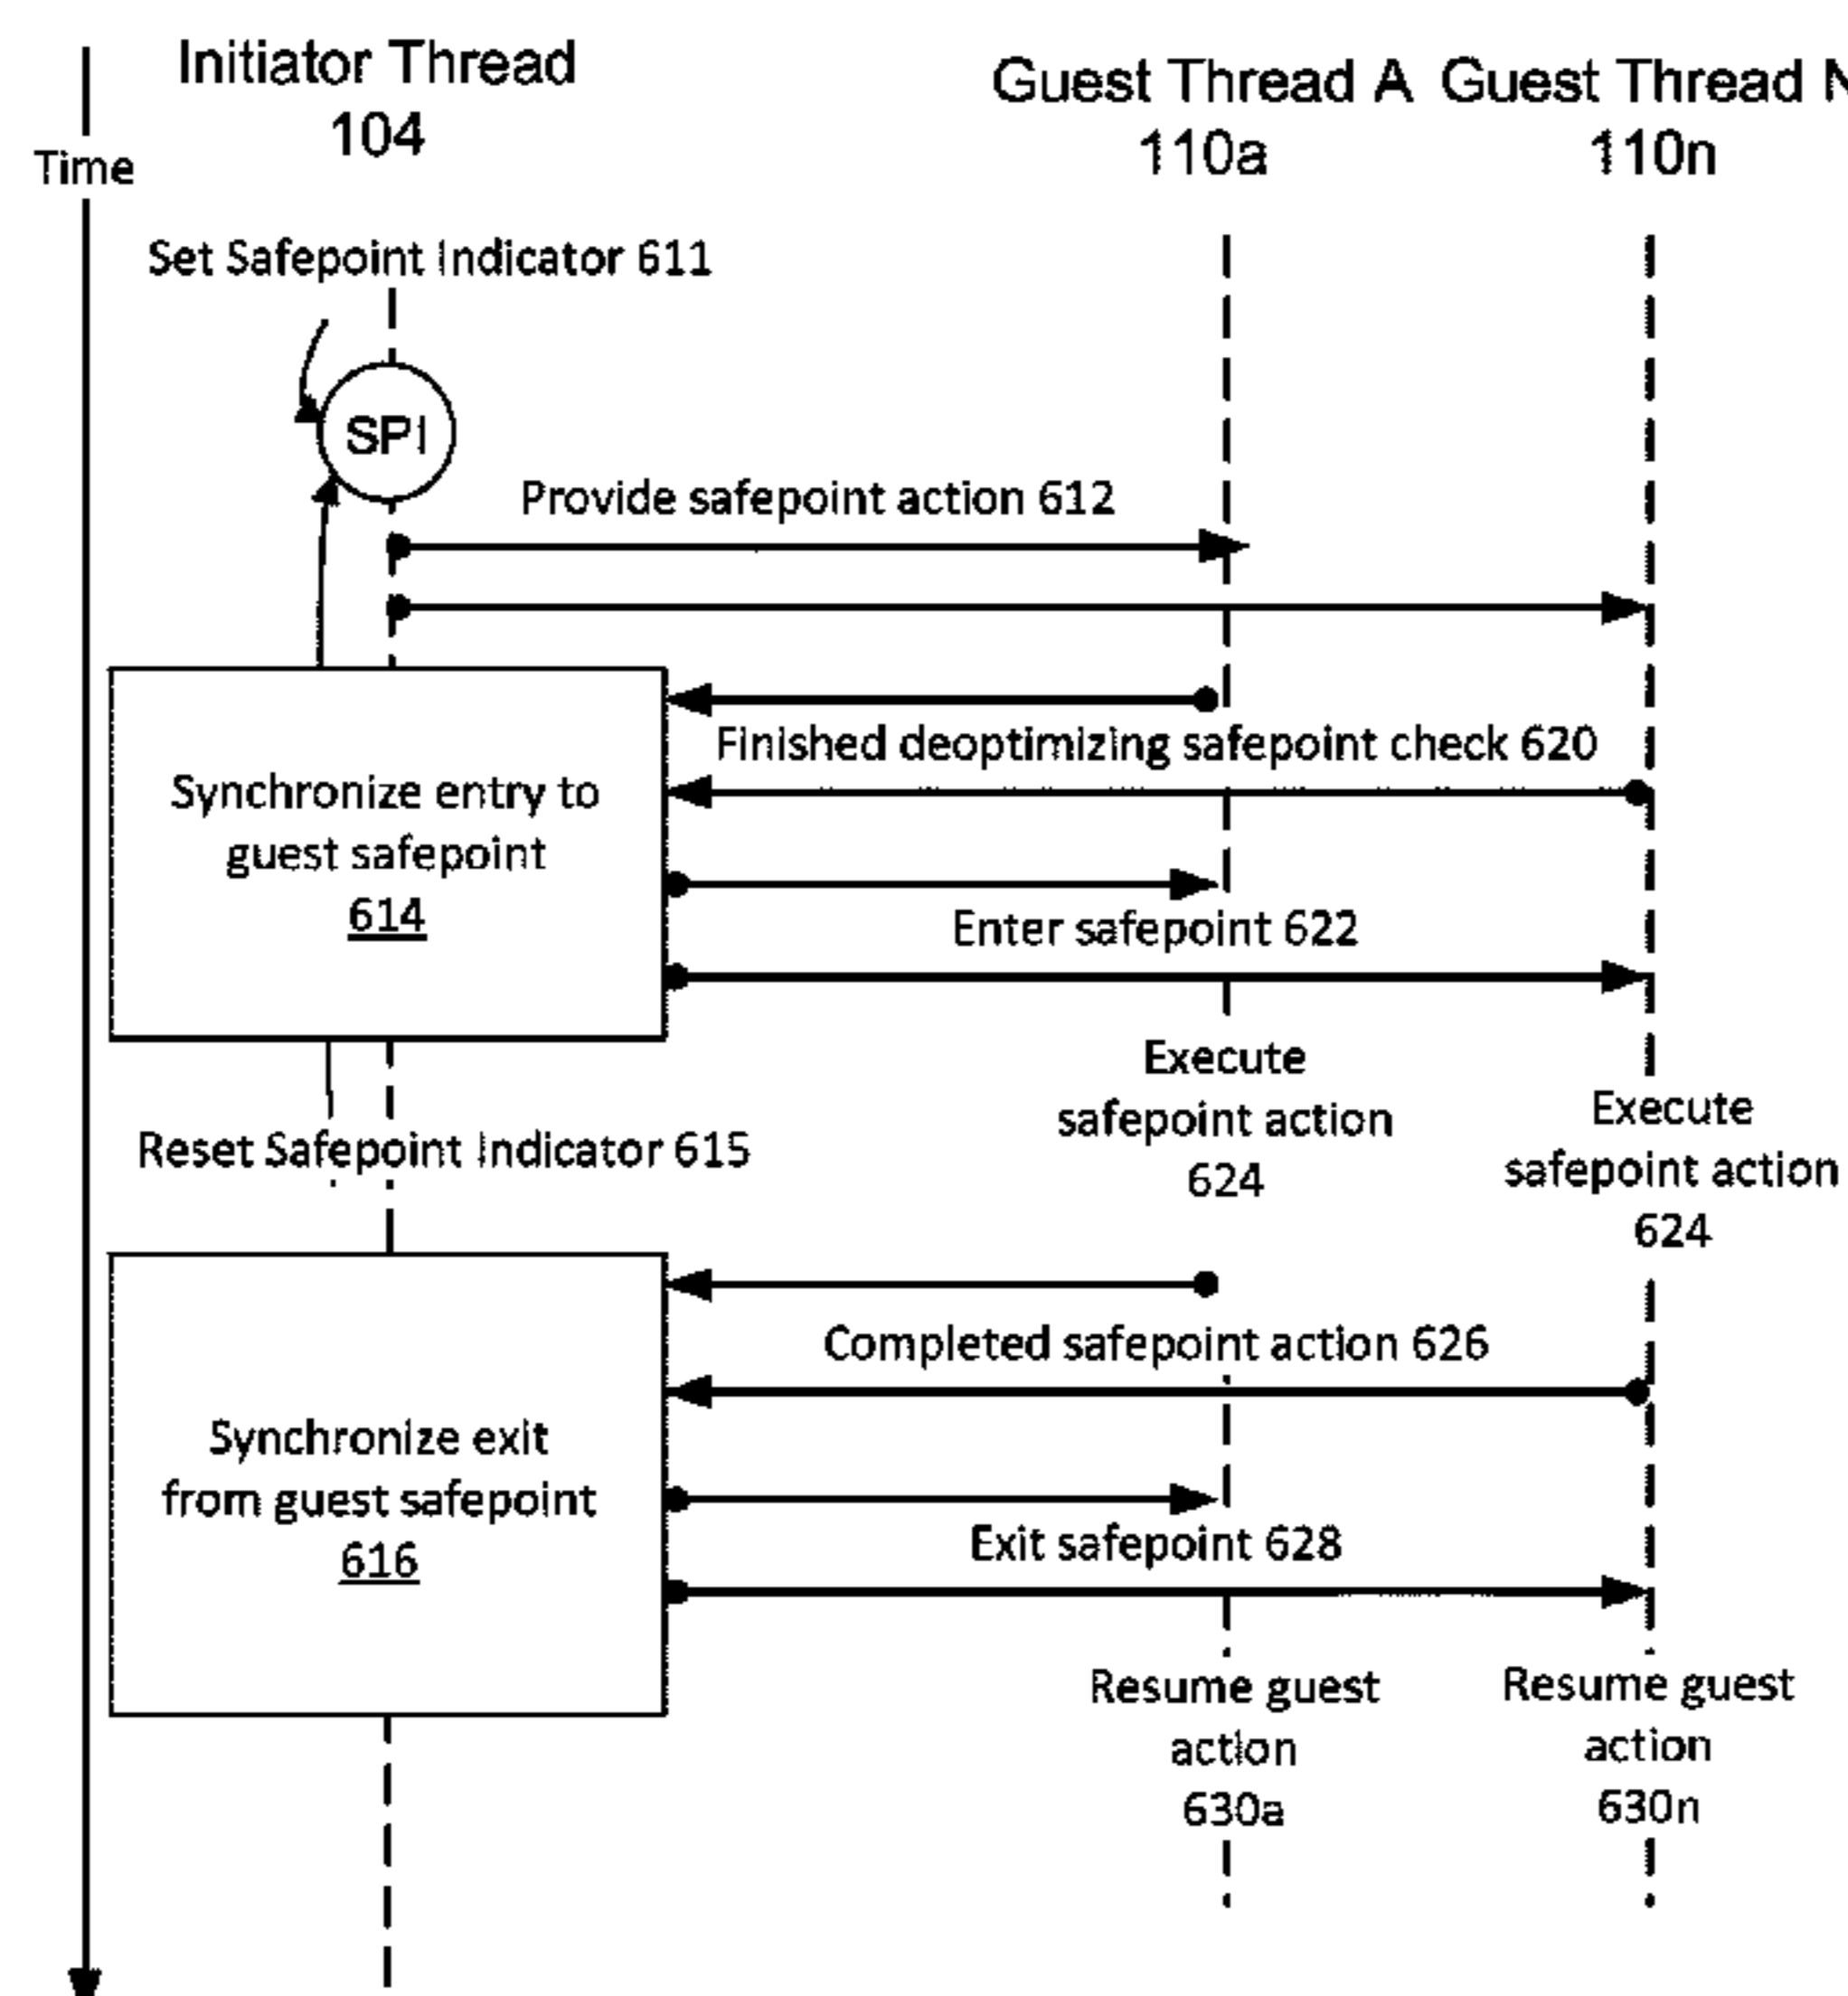 Initiator Thread
104
Guest Thread A
110a
Guest Thread N
110n
Time
Set Safepoint Indicator 611
SPI
Provide safepoint action 612
Finished deoptimizing safepoint check 620
Synchronize entry to
guest safepoint
614
Enter safepoint 622
Execute
safepoint action
624
Execute
safepoint action
624
Reset Safepoint Indicator 615
Completed safepoint action 626
Synchronize exit
from guest safepoint
616
Exit safepoint 628
Resume guest
action
630a
Resume guest
action
630n